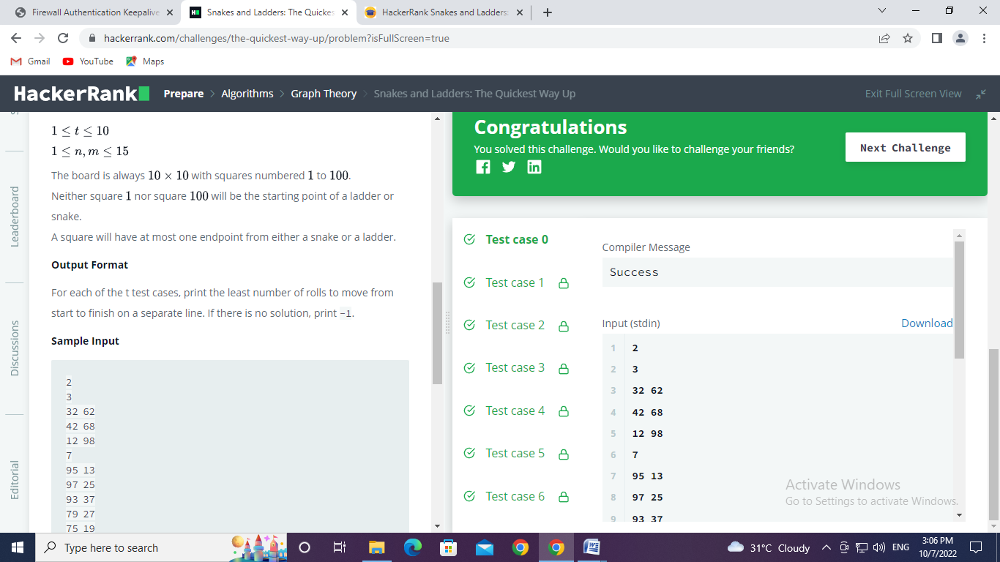 Firewall Authentication Keepalive
Snakes and Ladders: The Quickes
HackerRank Snakes and Ladders:
hackerrank.com/challenges/the-quickest-way-up/problem?isFullScreen=true
Gmail
YouTube
Maps
HackerRank
Prepare > Algorithms > Graph Theory > Snakes and Ladders: The Quickest Way Up
Exit Full Screen View
Leaderboard
Discussions
Editorial
1 ≤ t ≤ 10
1 ≤ n, m ≤ 15
The board is always 10 × 10 with squares numbered 1 to 100.
Neither square 1 nor square 100 will be the starting point of a ladder or
snake.
A square will have at most one endpoint from either a snake or a ladder.
Output Format
For each of the t test cases, print the least number of rolls to move from
start to finish on a separate line. If there is no solution, print -1.
Sample Input
2
3
32 62
42 68
12 98
7
95 13
97 25
93 37
79 27
75 19
Congratulations
You solved this challenge. Would you like to challenge your friends?
Next Challenge
Test case 0
Test case 1
Test case 2
Test case 3
Test case 4
Test case 5
Test case 6
Compiler Message
Success
Input (stdin)
Download
1 2
2 3
3 32 62
4 42 68
5 12 98
6 7
7 95 13
8 97 25
9 93 37
Activate Windows
Go to Settings to activate Windows.
Type here to search
31°C Cloudy
ENG
3:06 PM
10/7/2022